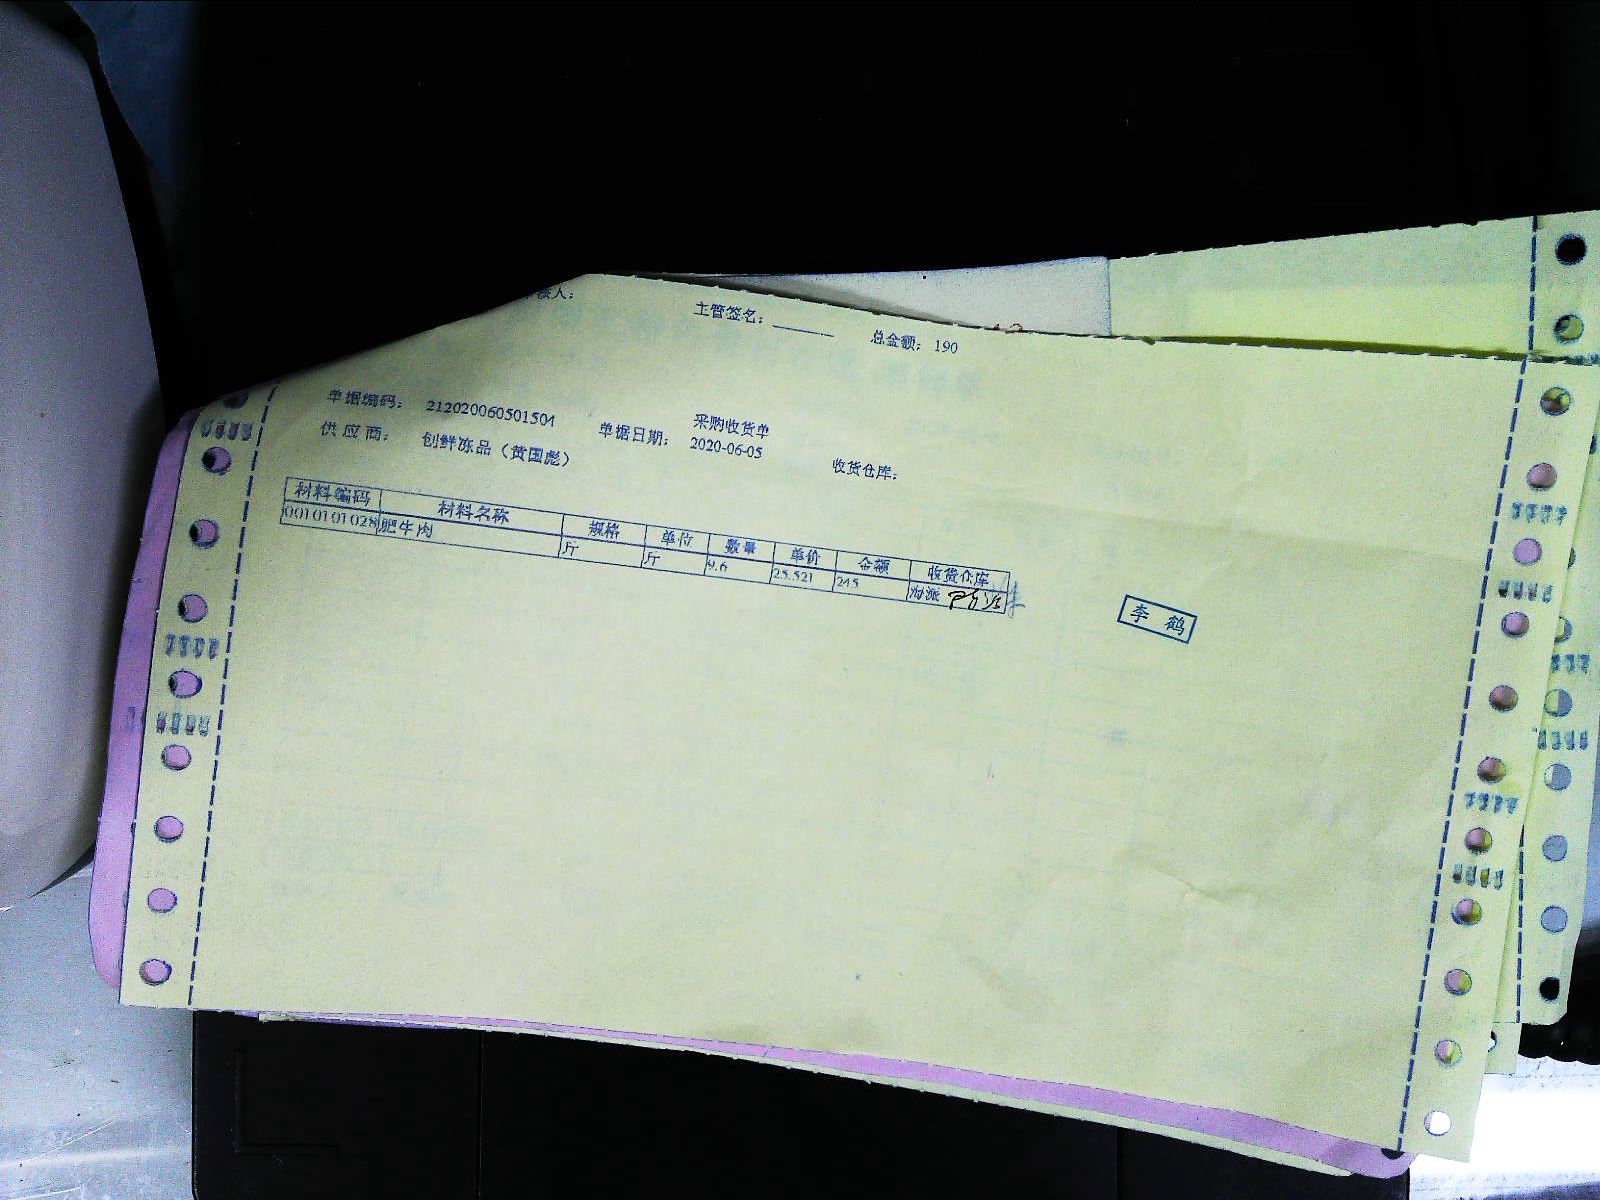 核人：
主管签名： 总金额：190
采购收货单
单据编码：212020060501504 单据日期：2020-06-05 收货仓库：
供应商：创鲜冻品（黄国彪）
材料编码 材料名称 规格 单位 数量 单价 金额 收货仓库
0010101028 肥牛肉 斤 斤 9.6 25.521 245
李鹤